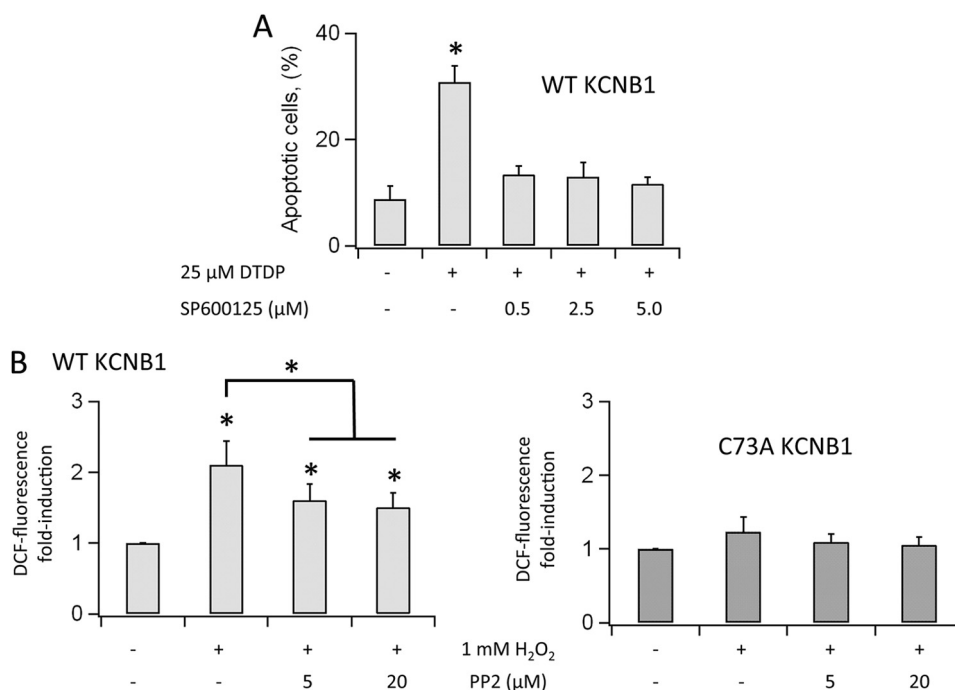 A
Apoptotic cells, (%)
40
20
0
*
WT KCNB1
25 µM DTDP - + + + +
SP600125 (µM) - - 0.5 2.5 5.0
B WT KCNB1
DCF-fluorescence
fold-induction
3
2
1
0
*
* * *
C73A KCNB1
DCF-fluorescence
fold-induction
3
2
1
0
- + + + 1 mM H₂O₂ - + + +
- - 5 20 PP2 (µM) - - 5 20